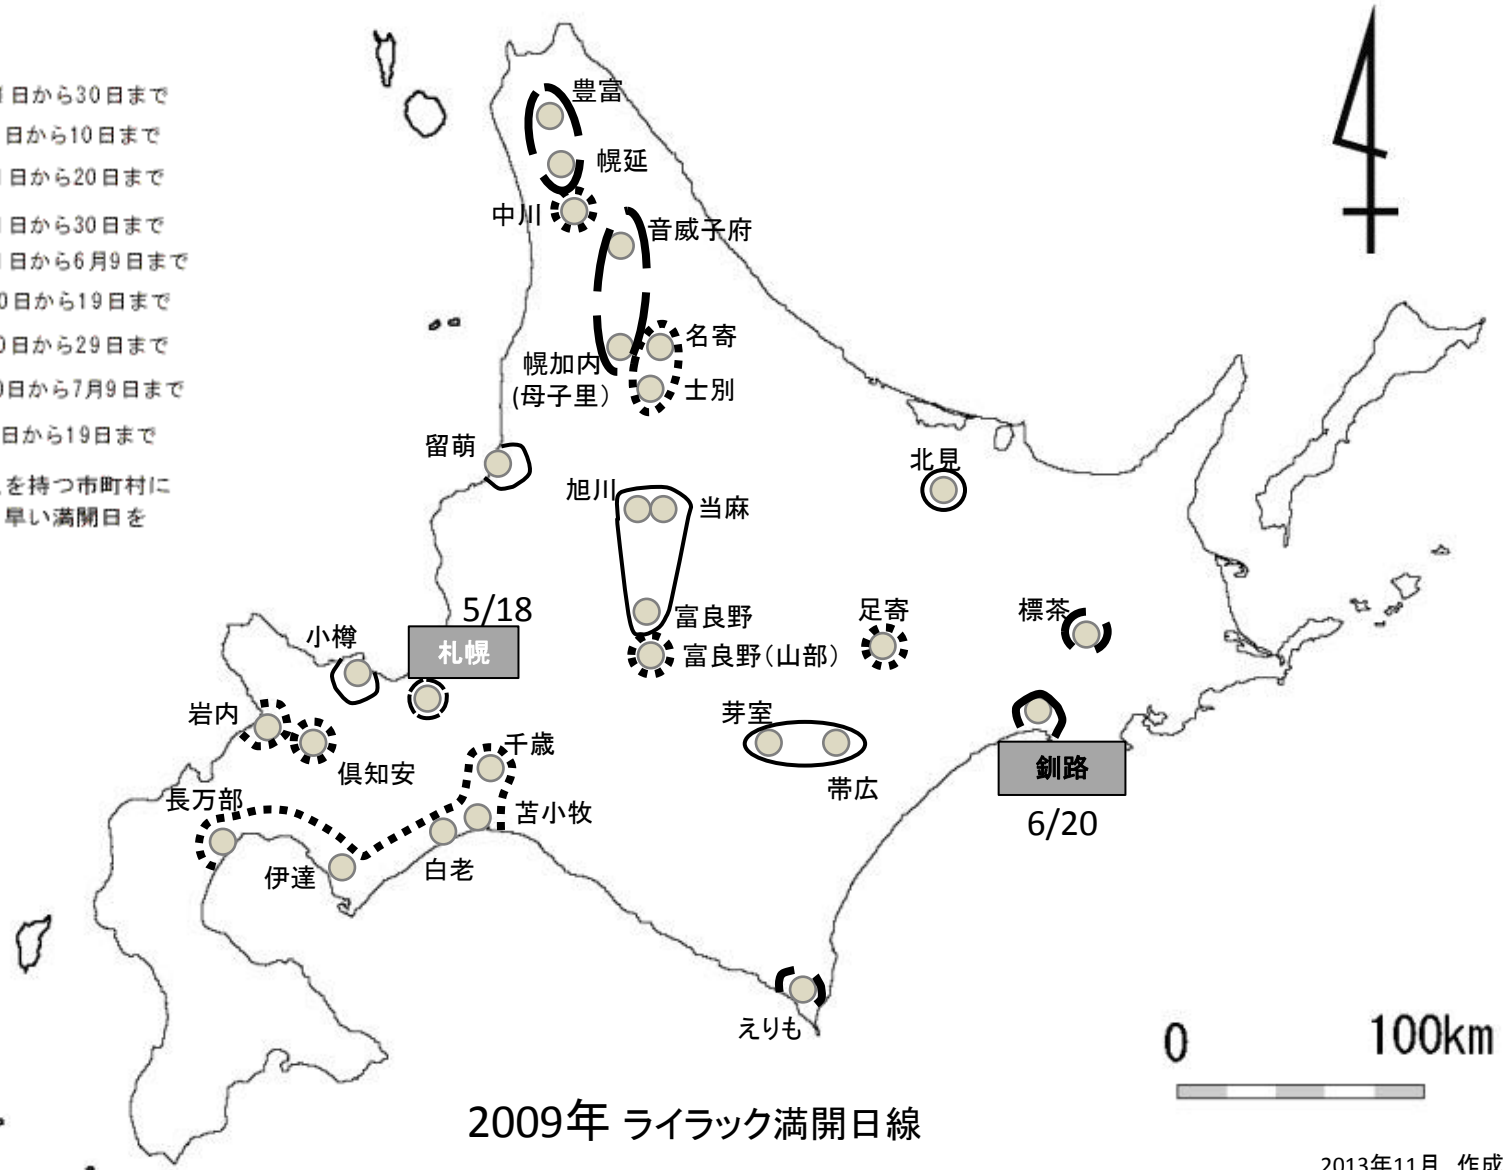 日から30日まで
日から10日まで
日から20日まで
日から30日まで
日から6月9日まで
0日から19日まで
0日から29日まで
0日から7月9日まで
日から19日まで
を持つ市町村に
早い満開日を
豊富
幌延
中川
音威子府
名寄
幌加内
(母子里)
士別
留萌
北見
旭川
当麻
5/18
札幌
小樽
富良野
富良野(山部)
足寄
標茶
岩内
倶知安
千歳
芽室
帯広
釧路
6/20
長万部
苫小牧
伊達
白老
えりも
0 100km
2009年 ライラック満開日線
2013年11月 作成